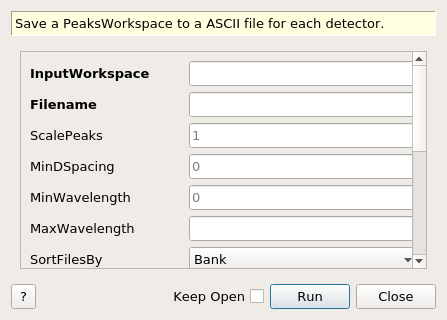 Save a PeaksWorkspace to a ASCII file for each detector.
InputWorkspace
Filename
ScalePeaks 1
MinDSpacing 0
MinWavelength 0
MaxWavelength
SortFilesBy Bank
? Keep Open Run Close